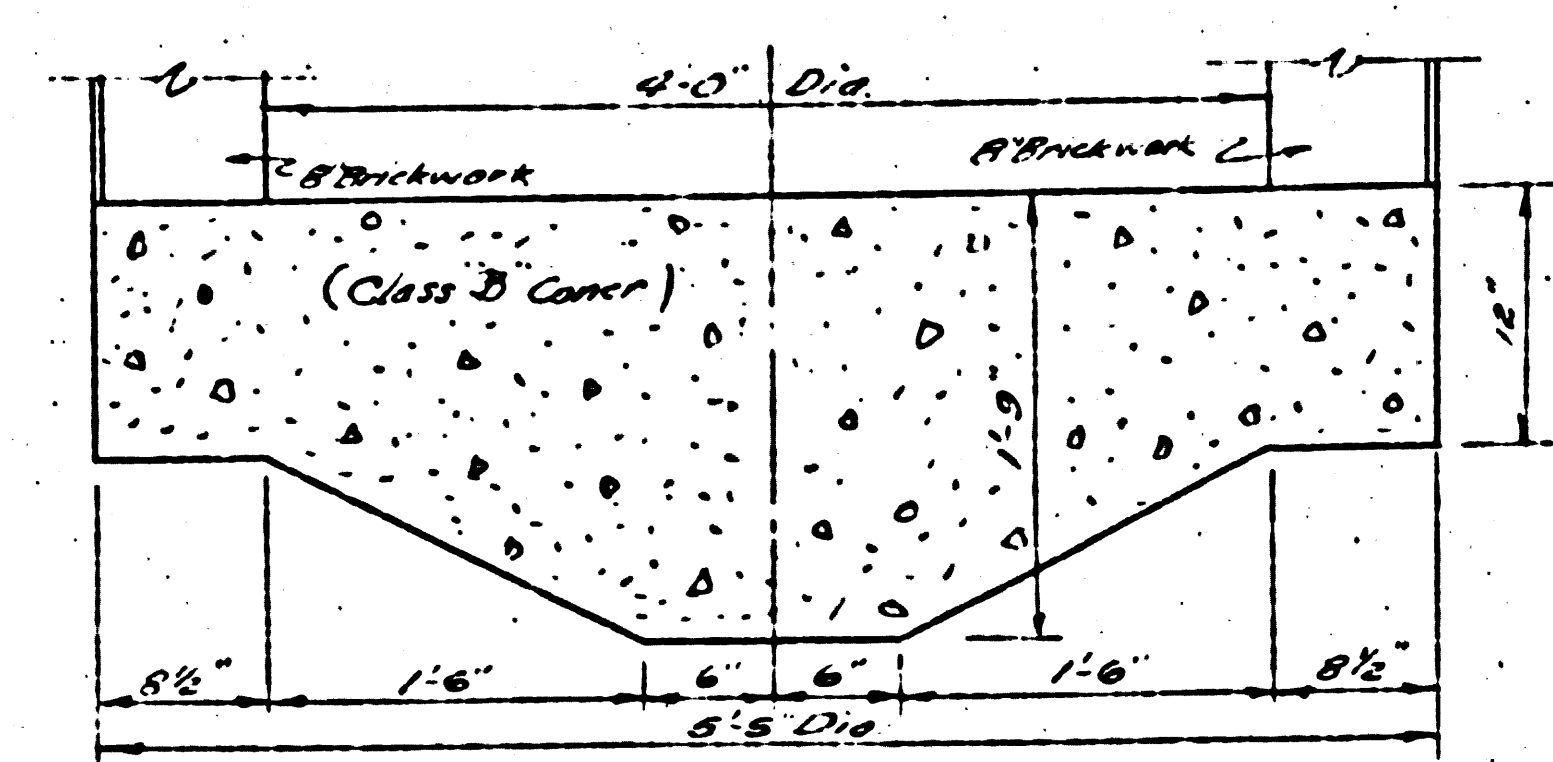 4'-0" Dia.
8" Brickwork
8" Brickwork
(Class "B" Concr)
12"
1'-9"
8½"
1'-6"
6"
6"
1'-6"
8½"
5'-5" Dia